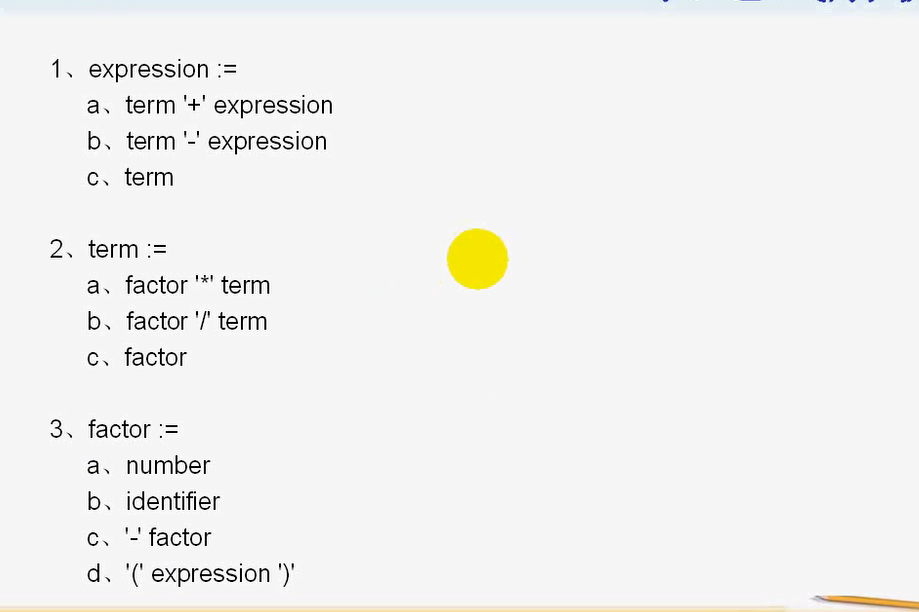 1、expression :=
a、term '+' expression
b、term '-' expression
c、term
2、term :=
a、factor '*' term
b、factor '/' term
c、factor
3、factor :=
a、number
b、identifier
c、'-' factor
d、'(' expression ')'